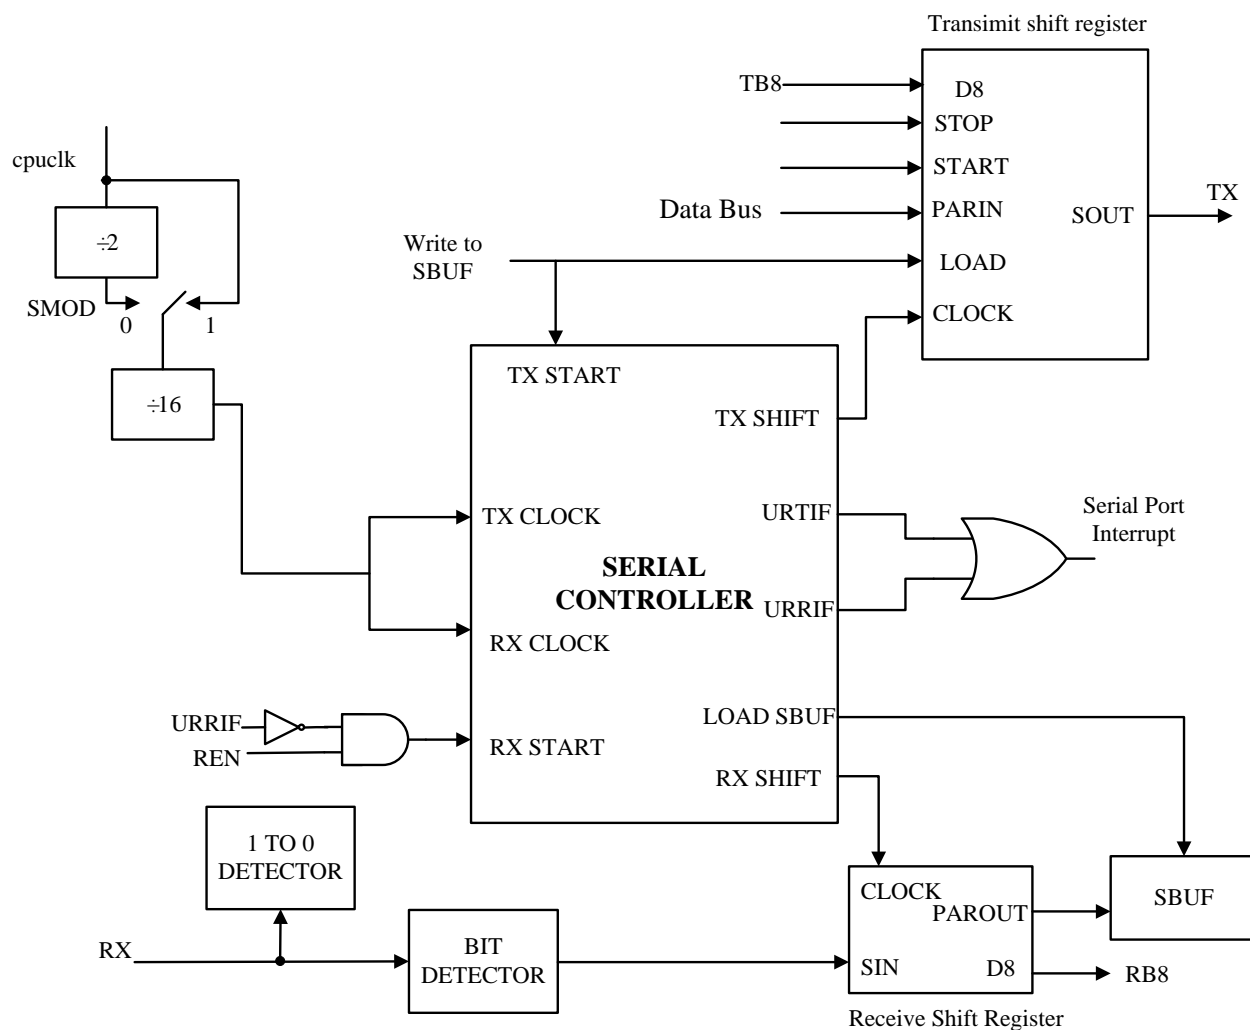 Transimit shift register
TB8
D8
STOP
START
Data Bus
PARIN
SOUT
TX
LOAD
CLOCK
cpuclk
÷2
SMOD
0
1
÷16
Write to
SBUF
TX START
TX SHIFT
TX CLOCK
URTIF
SERIAL
CONTROLLER
URRIF
RX CLOCK
Serial Port
Interrupt
URRIF
REN
RX START
LOAD SBUF
RX SHIFT
1 TO 0
DETECTOR
RX
BIT
DETECTOR
CLOCK
PAROUT
SIN
D8
SBUF
RB8
Receive Shift Register